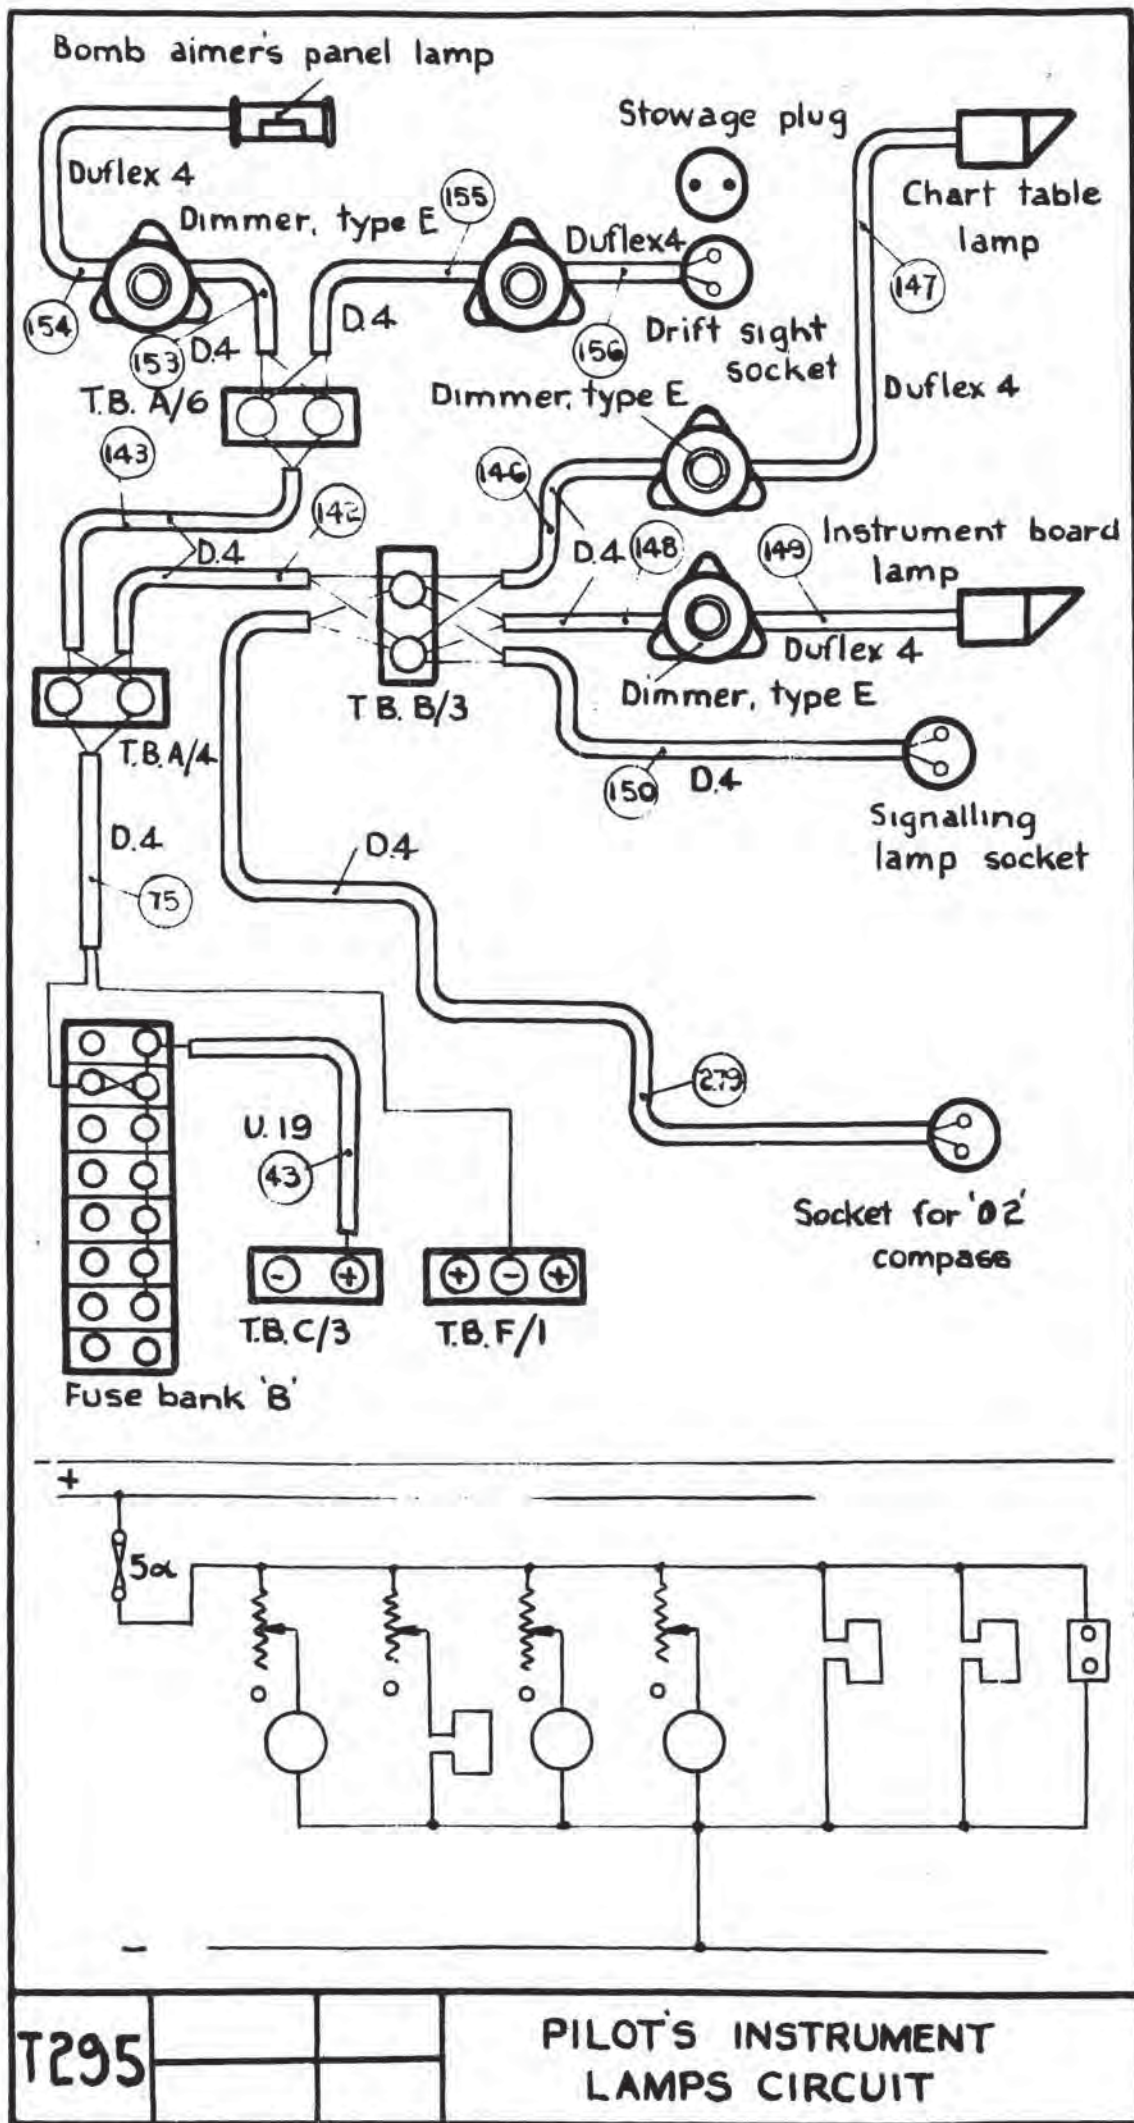 Bomb aimer's panel lamp
Stowage plug
Duflex 4
Dimmer, type E
155
Duflex 4
Chart table
lamp
147
154
153
D.4
D.4
156
Drift sight
socket
T.B. A/6
Dimmer, type E
Duflex 4
143
146
142
D.4
D.4
148
149
Instrument board
lamp
Duflex 4
T B. B/3
Dimmer, type E
T.B. A/4
150
D.4
Signalling
lamp socket
D.4
D.4
75
279
U. 19
43
Socket for '02'
compass
- +
+ - +
T.B. C/3
T.B. F/1
Fuse bank 'B'
+
5a
-
T295
PILOT'S INSTRUMENT
LAMPS CIRCUIT